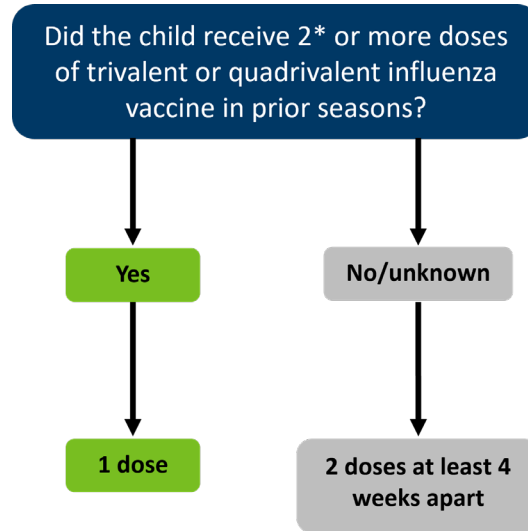 Did the child receive 2* or more doses
of trivalent or quadrivalent influenza
vaccine in prior seasons?
Yes
No/unknown
1 dose
2 doses at least 4
weeks apart